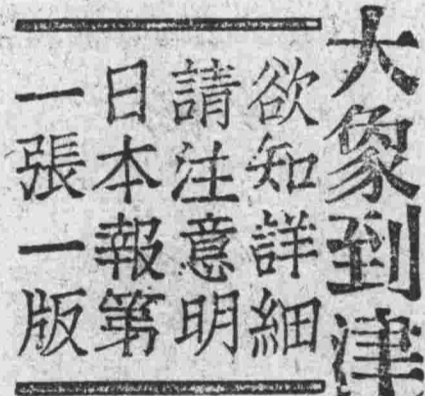 大象到津
欲知詳細
請注意明
日本報第
一張一版